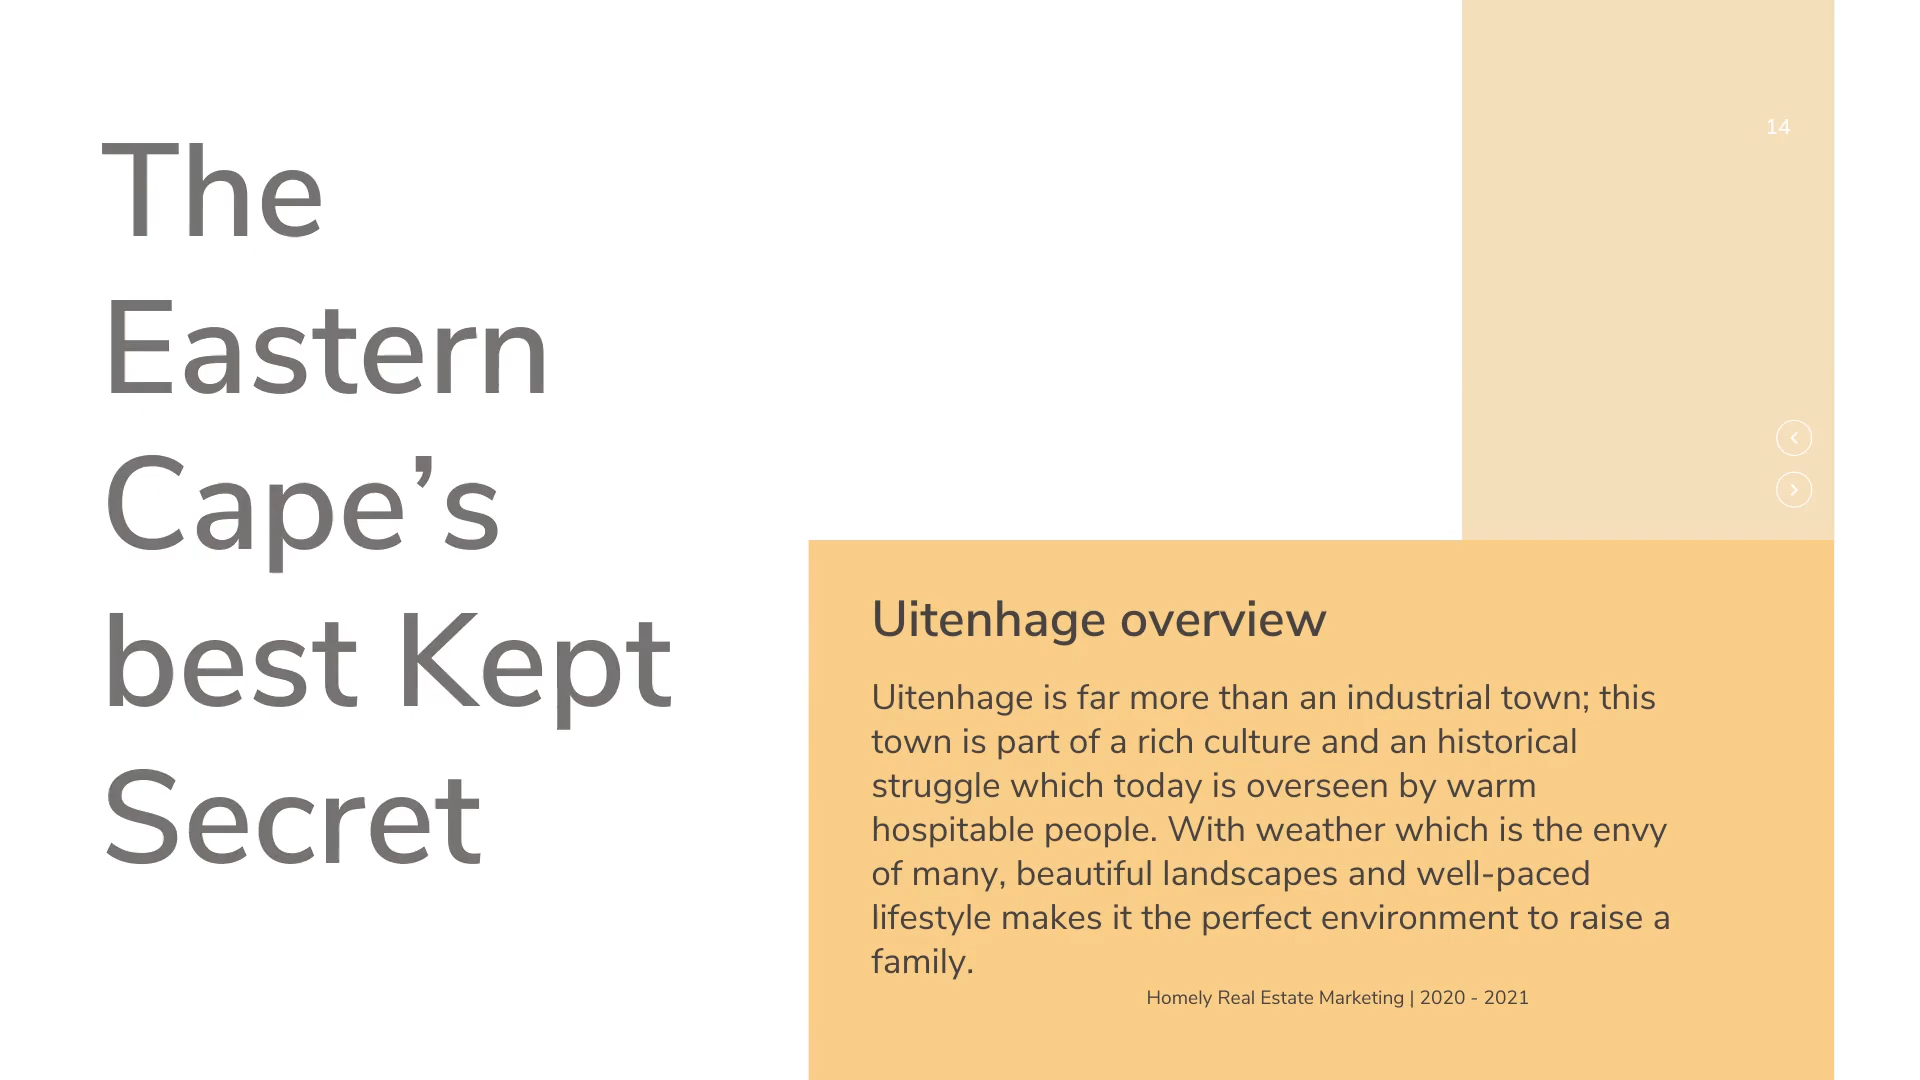 The
Eastern
Cape’s
best Kept
Secret
14
Uitenhage overview
Uitenhage is far more than an industrial town; this
town is part of a rich culture and an historical
struggle which today is overseen by warm
hospitable people. With weather which is the envy
of many, beautiful landscapes and well-paced
lifestyle makes it the perfect environment to raise a
family.
Homely Real Estate Marketing | 2020 - 2021